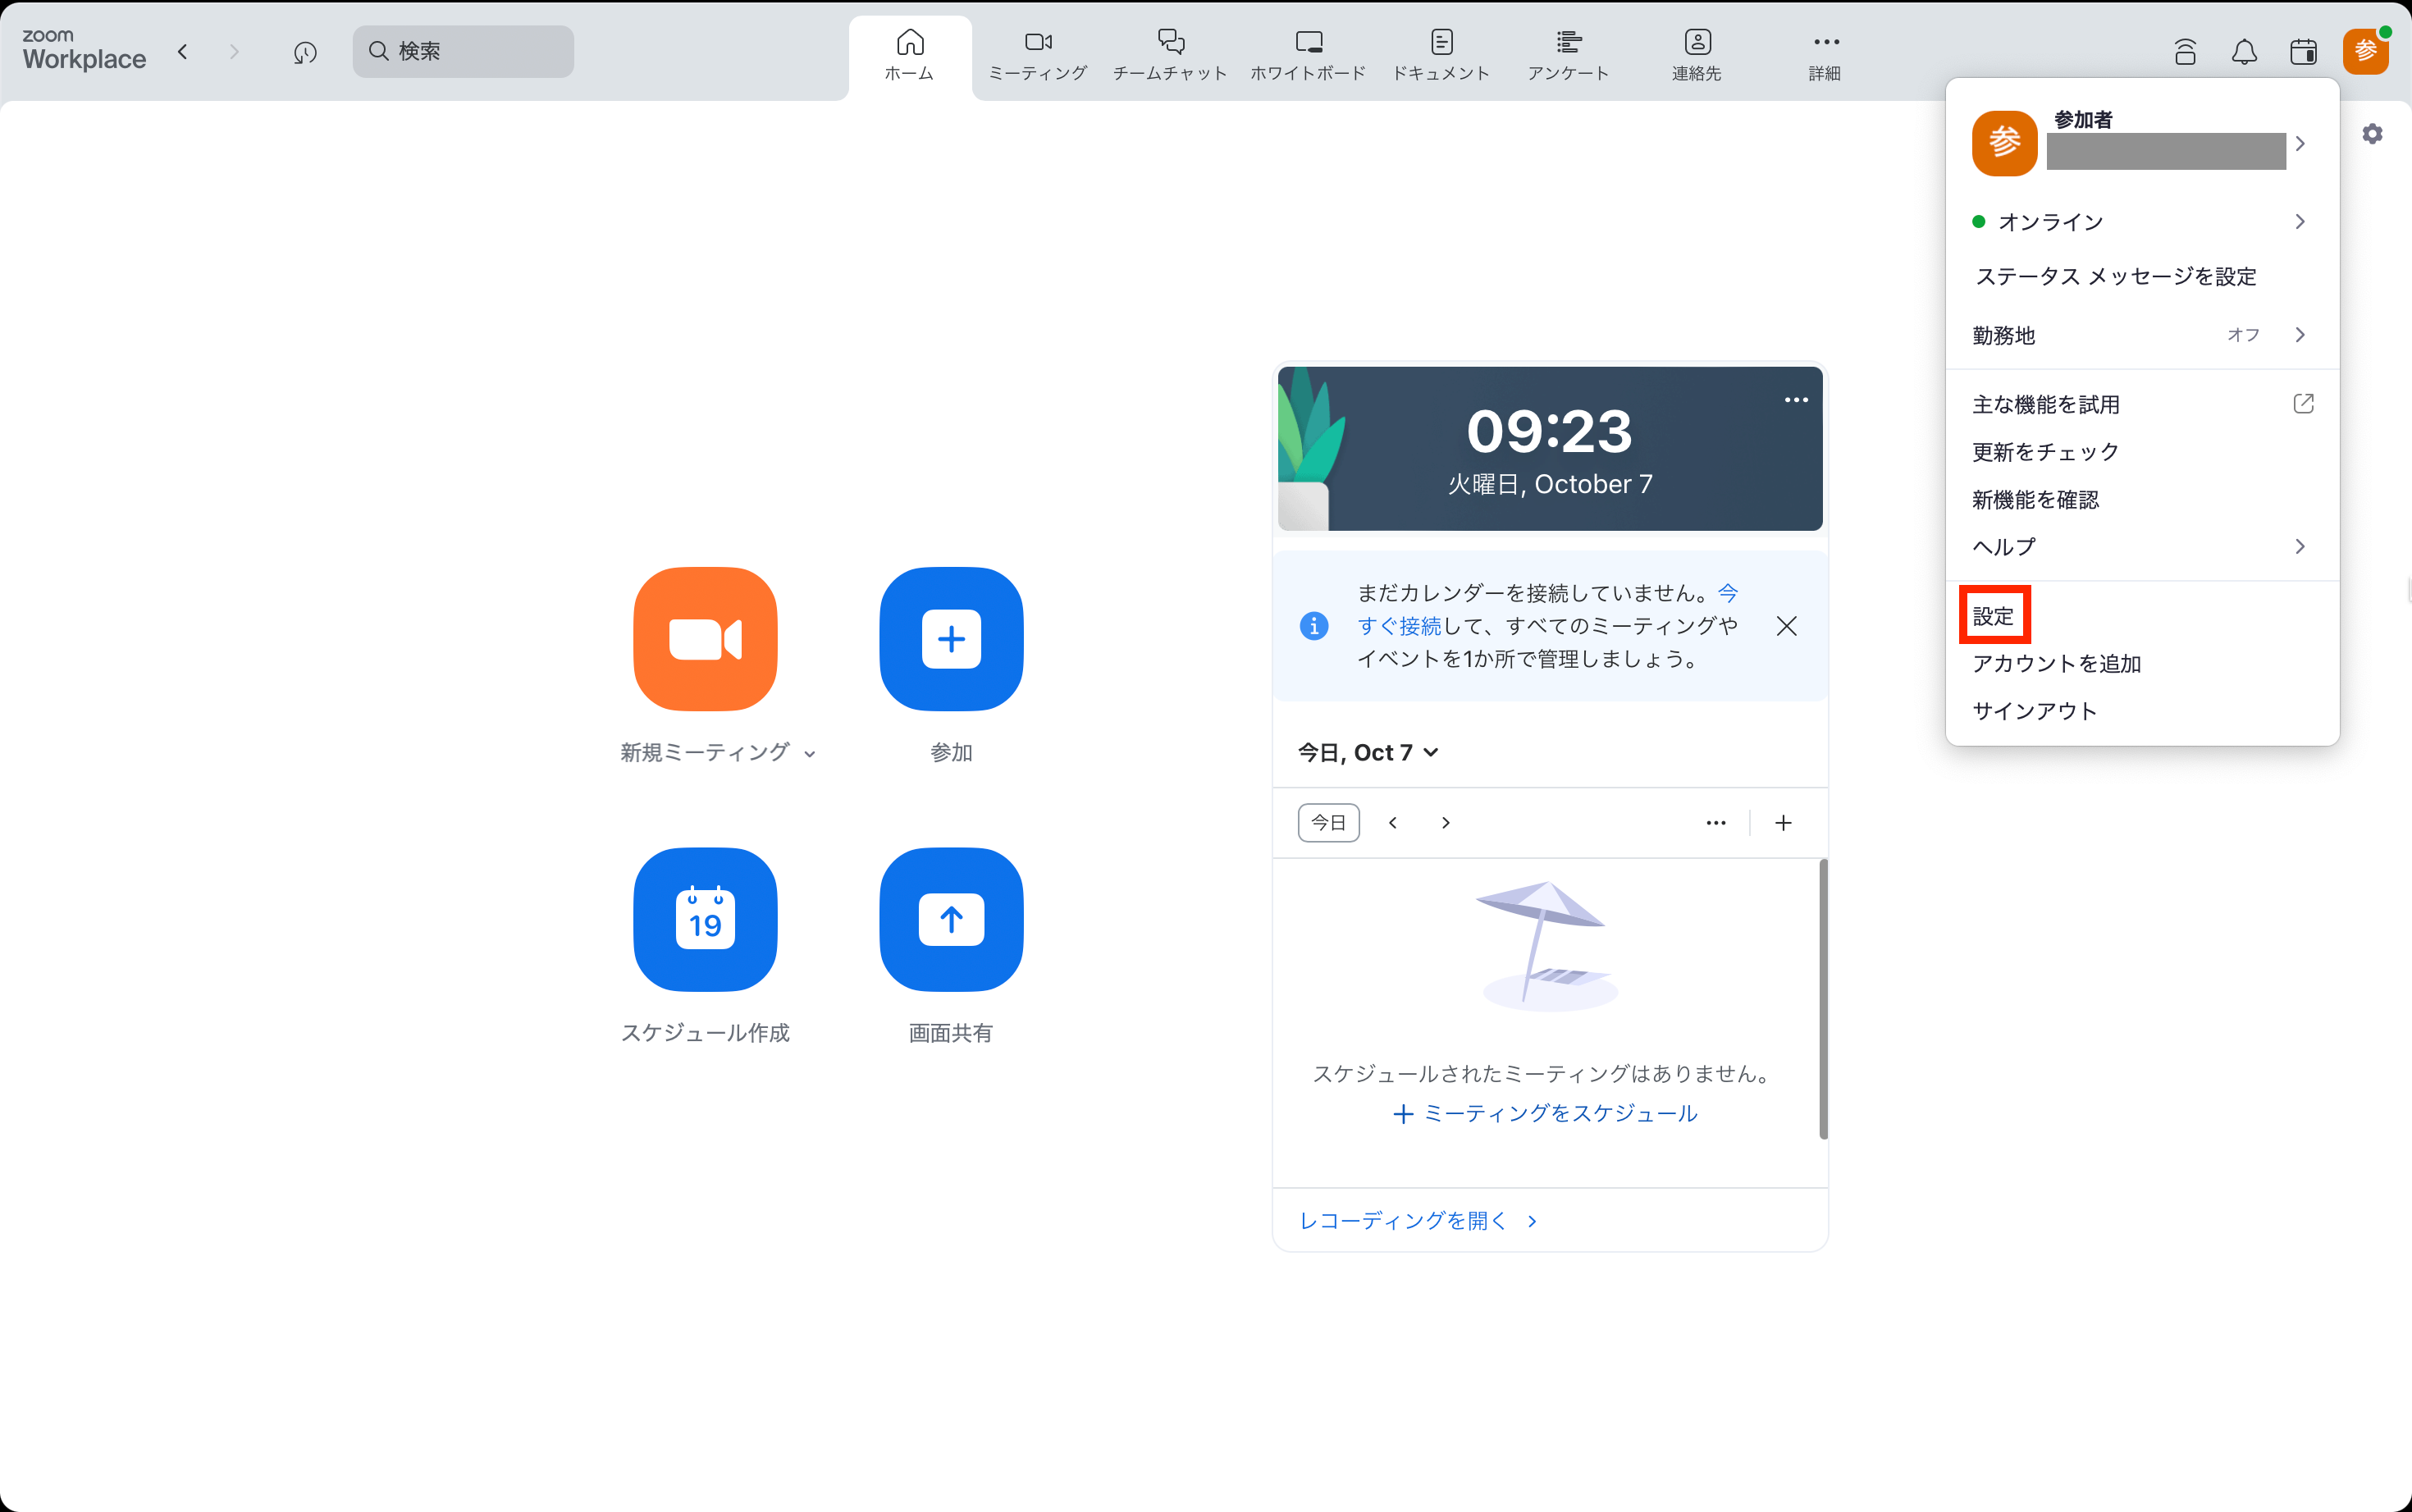 zoom
Workplace
検索
ホーム
ミーティング
チームチャット
ホワイトボード
ドキュメント
アンケート
連絡先
詳細
参
参
参加者
オンライン
ステータス メッセージを設定
勤務地
オフ
主な機能を試用
更新をチェック
新機能を確認
ヘルプ
設定
アカウントを追加
サインアウト
新規ミーティング
参加
19
スケジュール作成
画面共有
09:23
火曜日, October 7
まだカレンダーを接続していません。今
すぐ接続して、すべてのミーティングや
イベントを1か所で管理しましょう。
今日, Oct 7
今日
スケジュールされたミーティングはありません。
+ ミーティングをスケジュール
レコーディングを開く